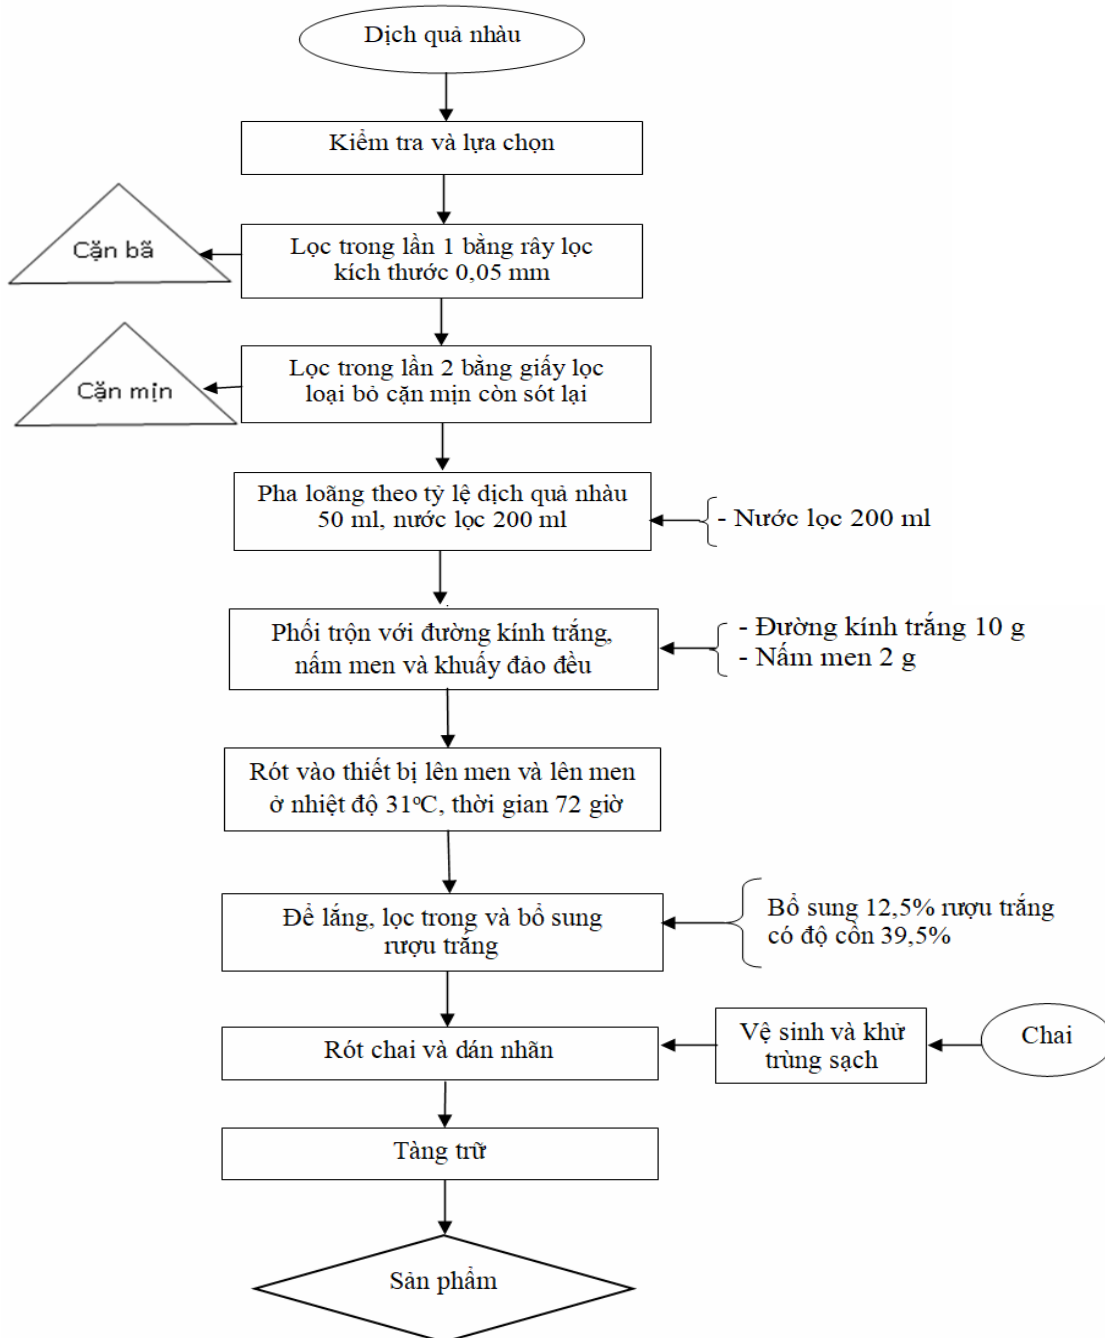 Dịch quả nhàu
Kiểm tra và lựa chọn
Cặn bã
Lọc trong lần 1 bằng rây lọc
kích thước 0,05 mm
Cặn mịn
Lọc trong lần 2 bằng giấy lọc
loại bỏ cặn mịn còn sót lại
Pha loãng theo tỷ lệ dịch quả nhàu
50 ml, nước lọc 200 ml
- Nước lọc 200 ml
Phối trộn với đường kính trắng,
nấm men và khuấy đảo đều
- Đường kính trắng 10 g
- Nấm men 2 g
Rót vào thiết bị lên men và lên men
ở nhiệt độ 31°C, thời gian 72 giờ
Để lắng, lọc trong và bổ sung
rượu trắng
Bổ sung 12,5% rượu trắng
có độ cồn 39,5%
Rót chai và dán nhãn
Vệ sinh và khử
trùng sạch
Chai
Tàng trữ
Sản phẩm